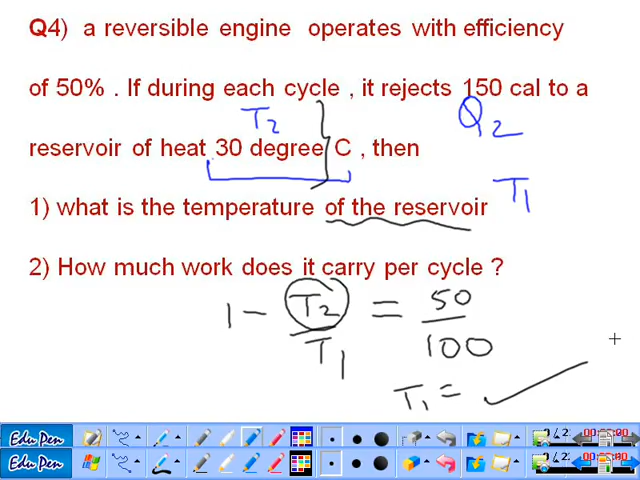 Q4) a reversible engine operates with efficiency
of 50% . If during each cycle , it rejects 150 cal to a
T2 Q2
reservoir of heat 30 degree C , then
T1
1) what is the temperature of the reservoir
2) How much work does it carry per cycle ?
1 - T2/T1 = 50/100
T1 =
Edu Pen
Edu Pen